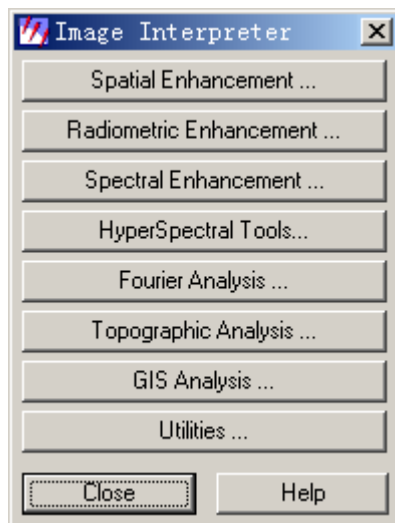 Image Interpreter
Spatial Enhancement ...
Radiometric Enhancement ...
Spectral Enhancement ...
HyperSpectral Tools...
Fourier Analysis ...
Topographic Analysis ...
GIS Analysis ...
Utilities ...
Close Help